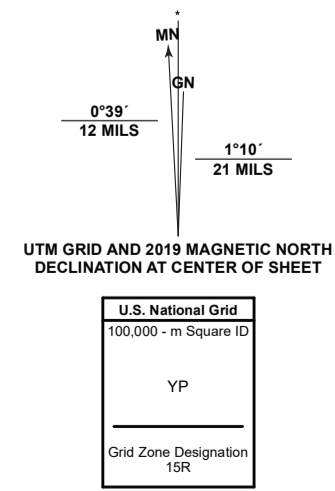 *
MN
GN
0°39´
12 MILS
1°10´
21 MILS
UTM GRID AND 2019 MAGNETIC NORTH
DECLINATION AT CENTER OF SHEET
U.S. National Grid
100,000 - m Square ID
YP
Grid Zone Designation
15R